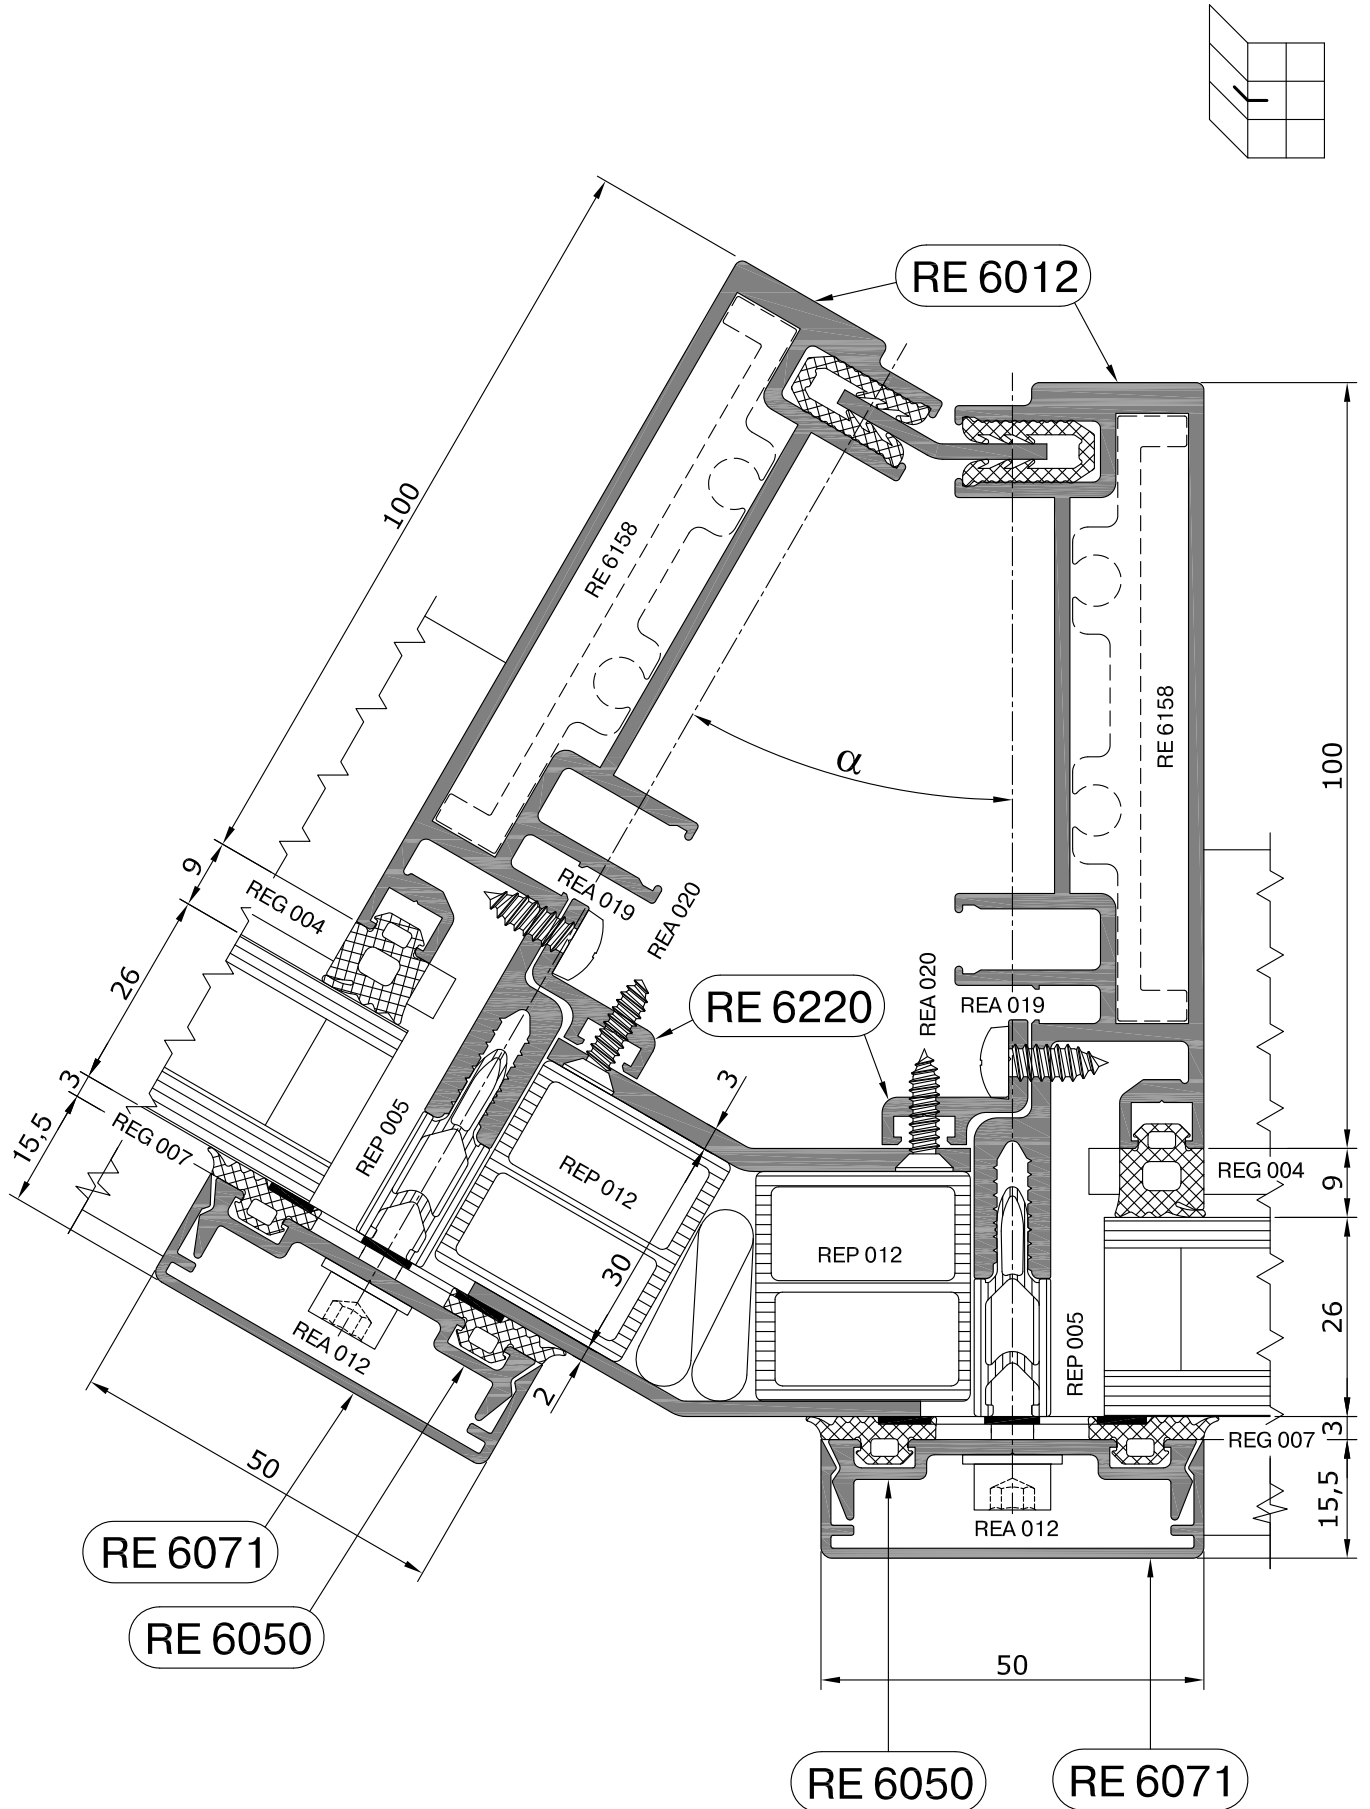 RE 6012
100
RE 6158
α
RE 6158
100
9
REG 004
REA 019
REA 020
26
RE 6220
REA 020
REA 019
3
3
15,5
REG 007
REP 005
REP 012
REG 004
9
REP 012
30
26
REA 012
REP 005
2
3
REG 007
50
15,5
REA 012
RE 6071
RE 6050
50
RE 6050
RE 6071